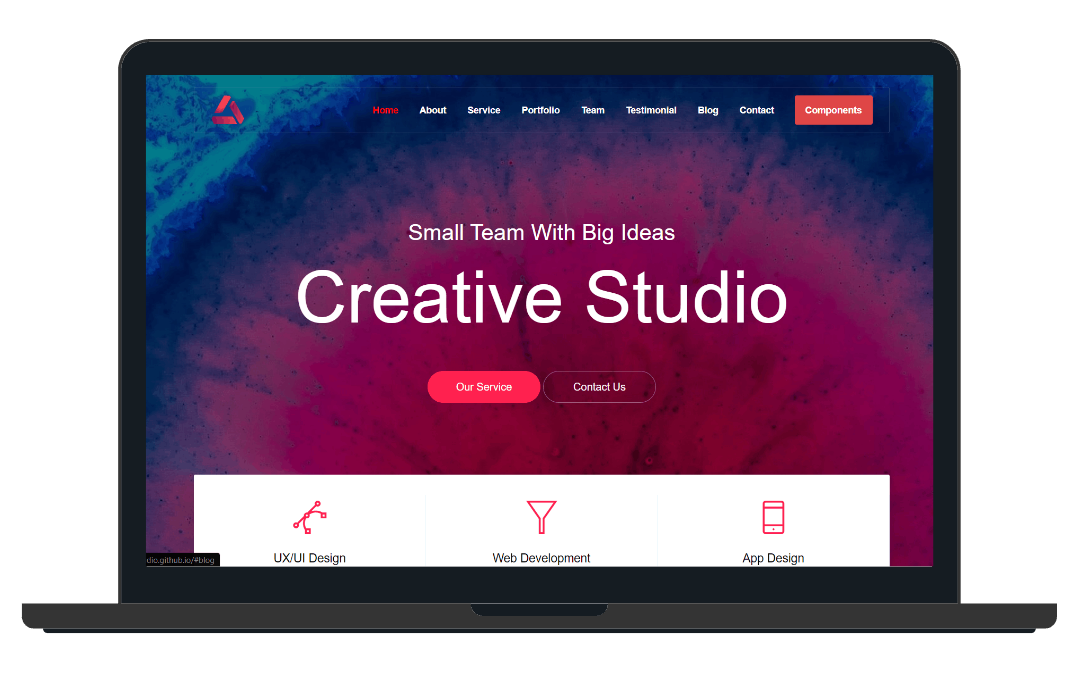 Home About Service Portfolio Team Testimonial Blog Contact Components
Small Team With Big Ideas
Creative Studio
Our Service Contact Us
UX/UI Design Web Development App Design
dio.github.io/#blog